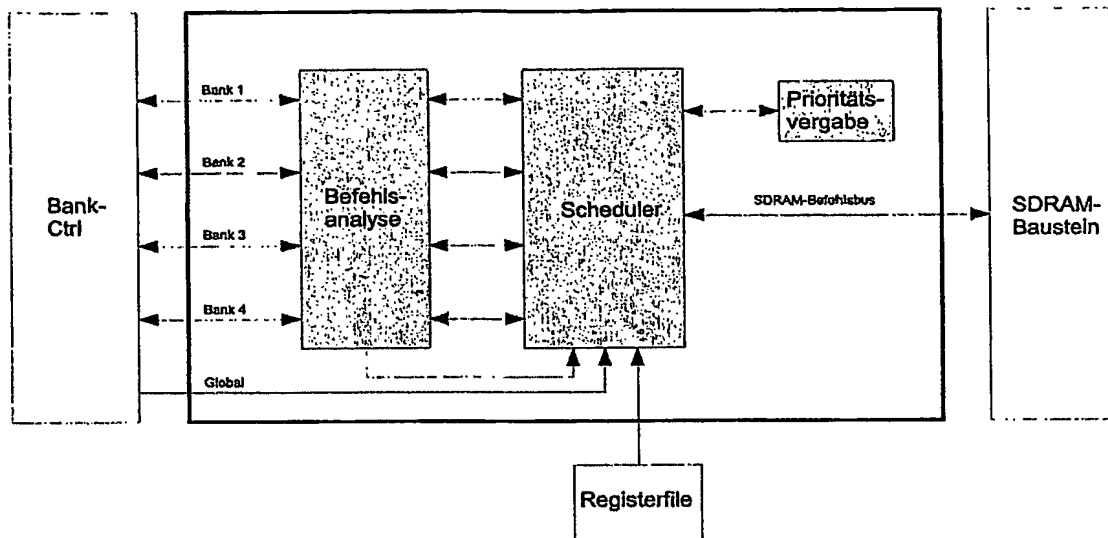 Bank 1
Prioritäts-
vergabe
Bank 2
Befehls-
analyse
Scheduler
SDRAM-Befehlsbus
Bank-
Ctrl
SDRAM-
Baustein
Bank 3
Bank 4
Global
Registerfile